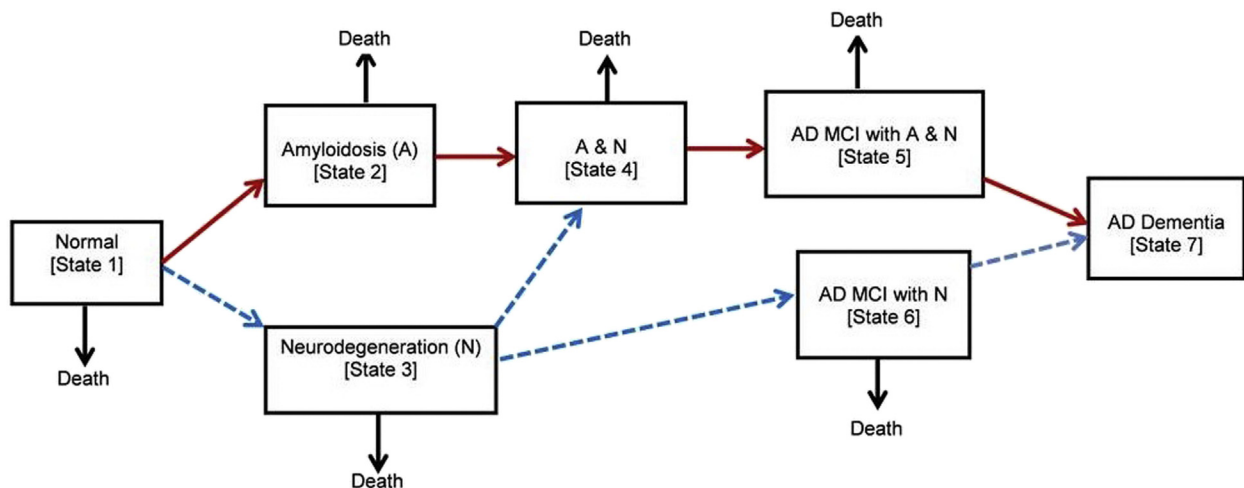 Death
Death
Death
Amyloidosis (A)
[State 2]
A & N
[State 4]
AD MCI with A & N
[State 5]
Normal
[State 1]
AD Dementia
[State 7]
AD MCI with N
[State 6]
Neurodegeneration (N)
[State 3]
Death
Death
Death